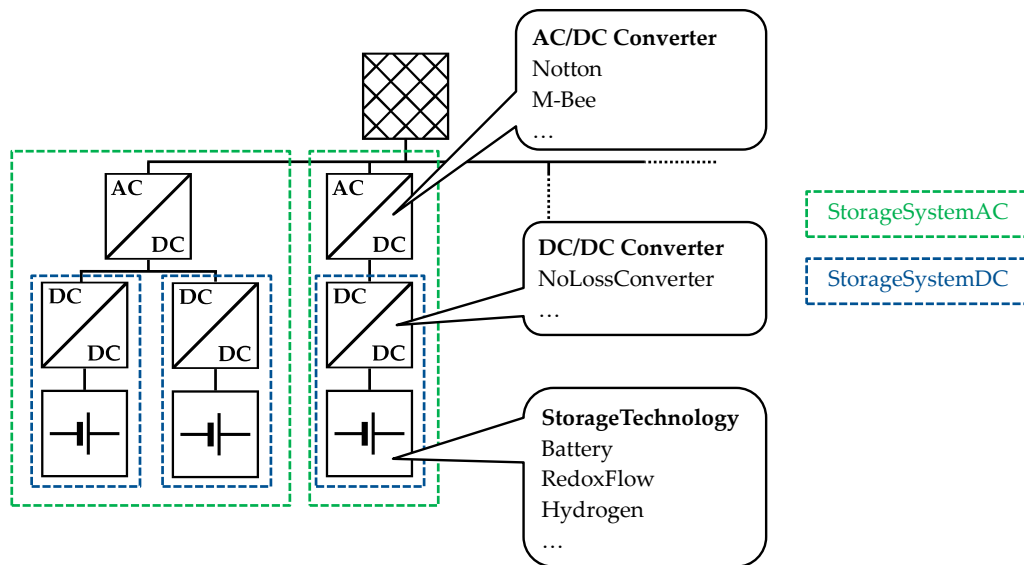 AC/DC Converter
Notton
M-Bee
…
AC
DC
AC
DC
StorageSystemAC
DC/DC Converter
NoLossConverter
…
StorageSystemDC
DC
DC
DC
DC
DC
DC
StorageTechnology
Battery
RedoxFlow
Hydrogen
…